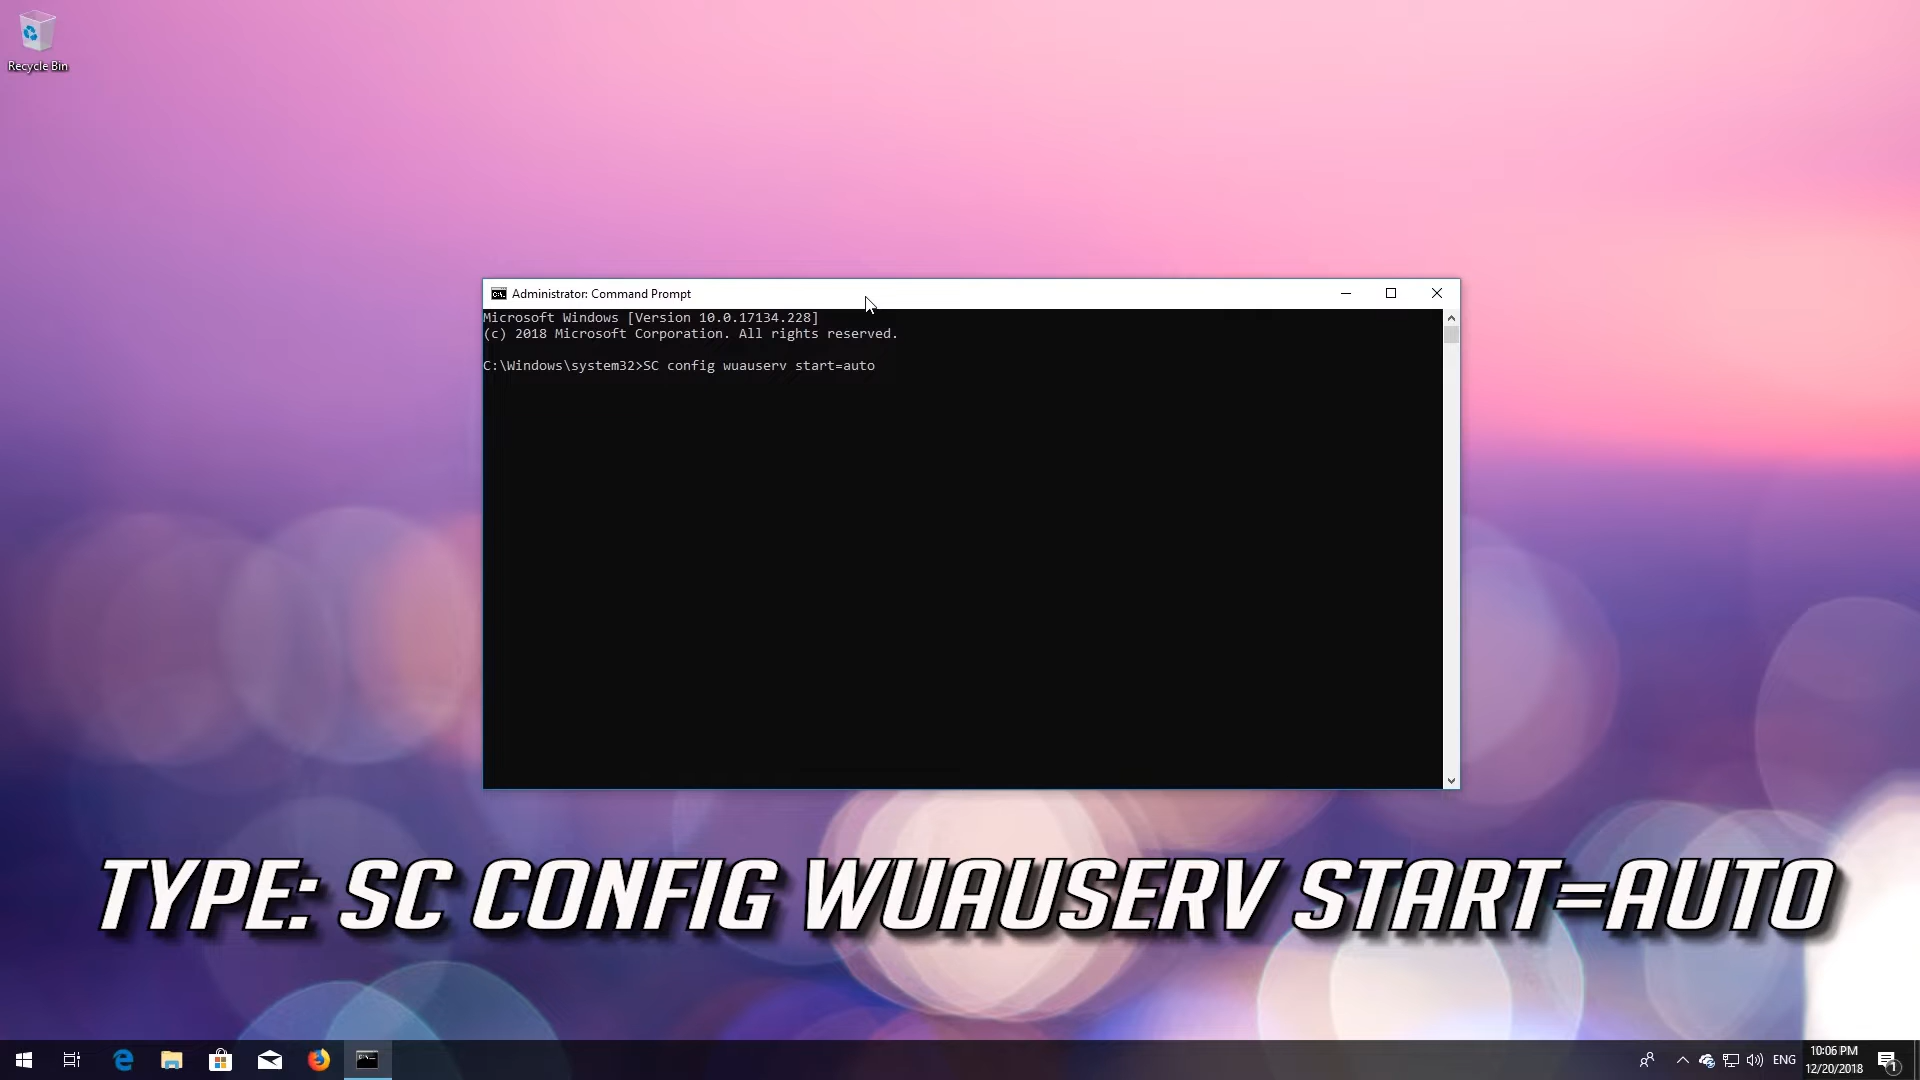 Recycle Bin
Administrator: Command Prompt
Microsoft Windows [Version 10.0.17134.228]
(c) 2018 Microsoft Corporation. All rights reserved.
C:\Windows\system32>SC config wuauserv start=auto
TYPE: SC CONFIG WUAUSERV START=AUTO
ENG
10:06 PM
12/20/2018
1